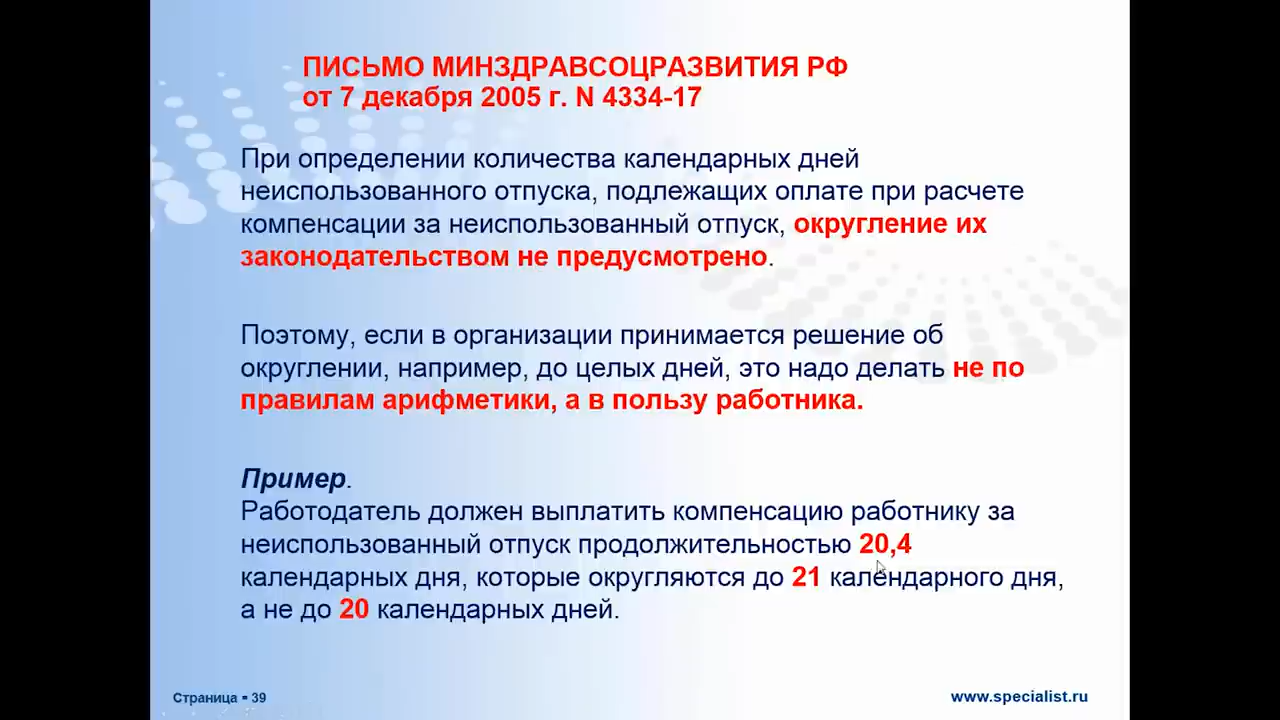 ПИСЬМО МИНЗДРАВСОЦРАЗВИТИЯ РФ
от 7 декабря 2005 г. N 4334-17
При определении количества календарных дней
неиспользованного отпуска, подлежащих оплате при расчете
компенсации за неиспользованный отпуск, округление их
законодательством не предусмотрено.
Поэтому, если в организации принимается решение об
округлении, например, до целых дней, это надо делать не по
правилам арифметики, а в пользу работника.
Пример.
Работодатель должен выплатить компенсацию работнику за
неиспользованный отпуск продолжительностью 20,4
календарных дня, которые округляются до 21 календарного дня,
а не до 20 календарных дней.
Страница ▪ 39
www.specialist.ru